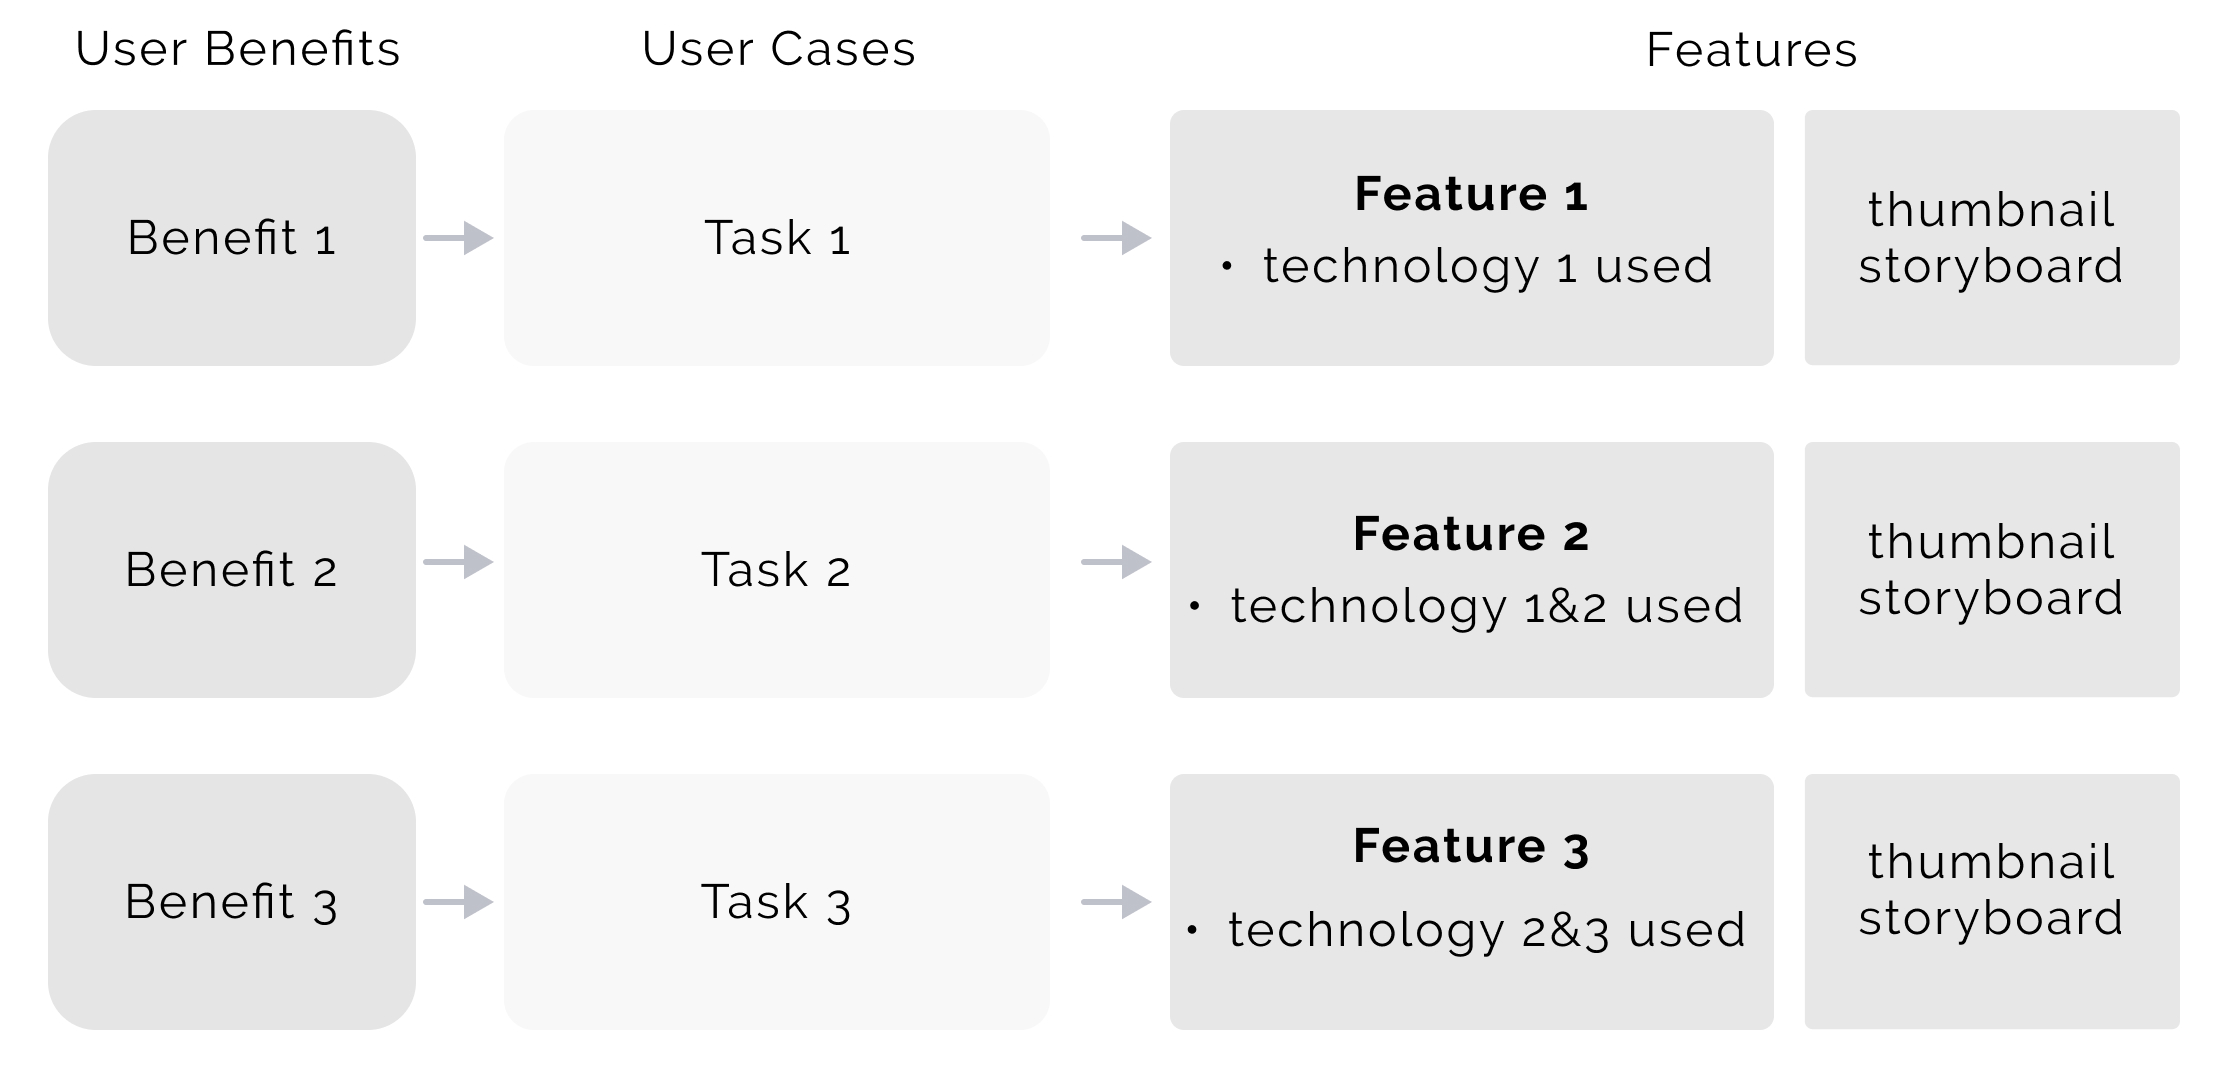 User Benefits
User Cases
Features
Benefit 1
Task 1
Feature 1
• technology 1 used
thumbnail
storyboard
Benefit 2
Task 2
Feature 2
• technology 1&2 used
thumbnail
storyboard
Benefit 3
Task 3
Feature 3
• technology 2&3 used
thumbnail
storyboard